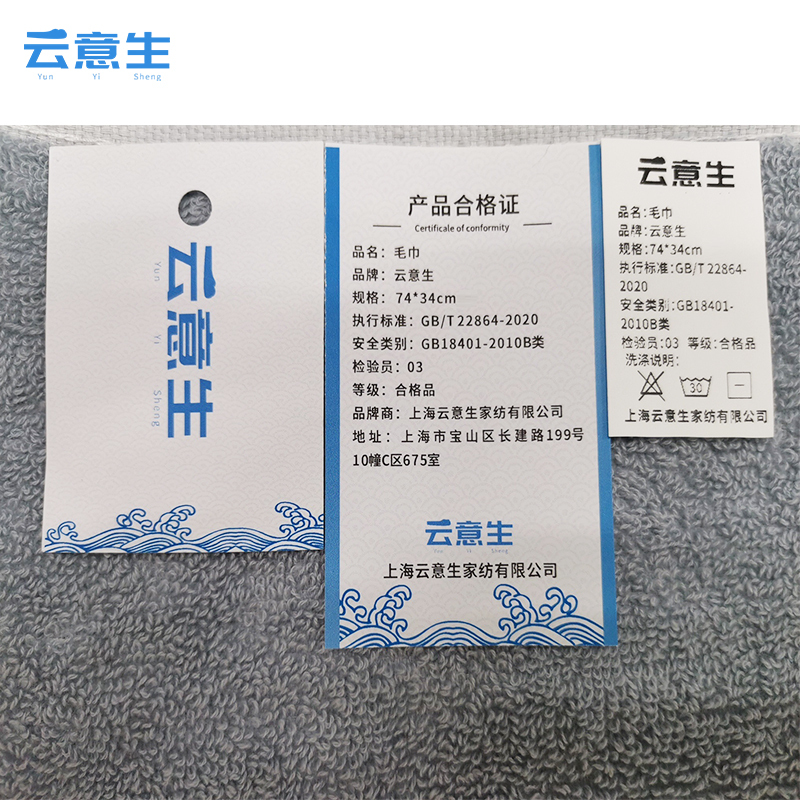 云意生
Yun Yi Sheng
云意生
Yun Yi Sheng
产品合格证
Certificale of conformity
品名：毛巾
品牌：云意生
规格：74*34cm
执行标准：GB/T 22864-2020
安全类别：GB18401-2010B类
检验员：03
等级：合格品
品牌商：上海云意生家纺有限公司
地址：上海市宝山区长建路199号
10幢C区675室
云意生
You Yi Sheng
上海云意生家纺有限公司
云意生
品名:毛巾
品牌:云意生
规格:74*34cm
执行标准:GB/T 22864-
2020
安全类别:GB18401-
2010B类
检验员:03 等级:合格品
洗涤说明:
30
上海云意生家纺有限公司